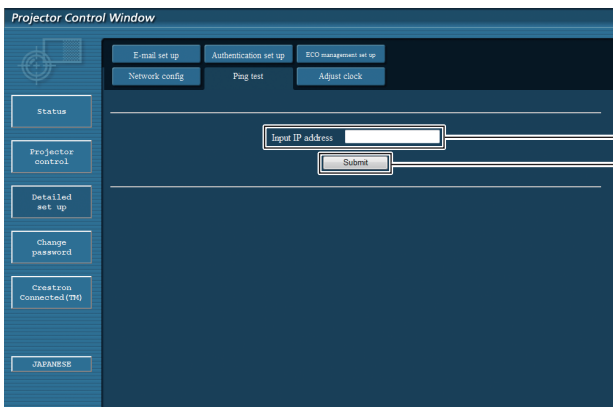 Projector Control Window
E-mail set up
Authentication set up
ECO management set up
Network config
Ping test
Adjust clock
Status
Projector
control
Detailed
set up
Change
password
Crestron
Connected(TM)
JAPANESE
Input IP address
Submit